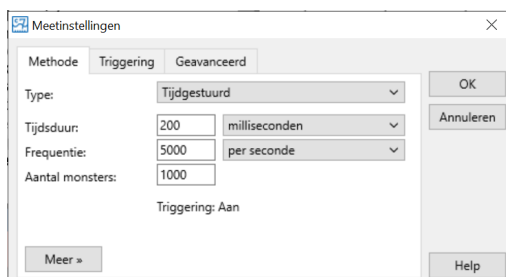 Meetinstellingen
Methode Triggering Geavanceerd
Type: Tijdgestuurd
Tijdsduur: 200 milliseconden
Frequentie: 5000 per seconde
Aantal monsters: 1000
Triggering: Aan
Meer »
OK
Annuleren
Help